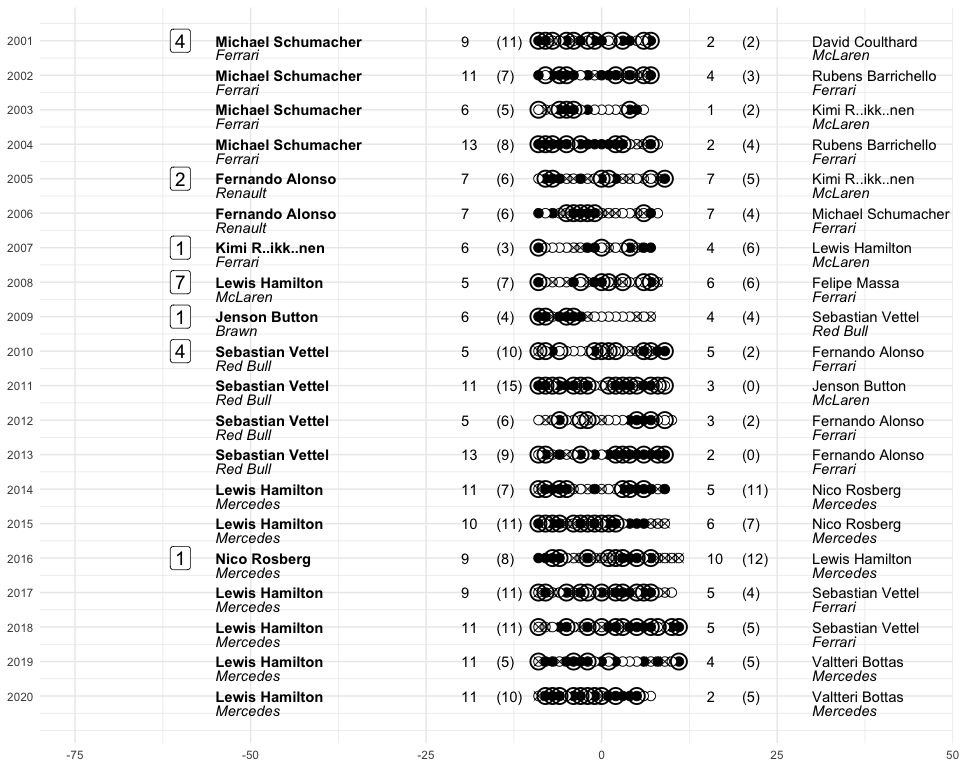 2001 4 Michael Schumacher 9 (11) 2 (2) David Coulthard
Ferrari McLaren
2002 Michael Schumacher 11 (7) 4 (3) Rubens Barrichello
Ferrari Ferrari
2003 Michael Schumacher 6 (5) 1 (2) Kimi R..ikk..nen
Ferrari McLaren
2004 Michael Schumacher 13 (8) 2 (4) Rubens Barrichello
Ferrari Ferrari
2005 2 Fernando Alonso 7 (6) 7 (5) Kimi R..ikk..nen
Renault McLaren
2006 Fernando Alonso 7 (6) 7 (4) Michael Schumacher
Renault Ferrari
2007 1 Kimi R..ikk..nen 6 (3) 4 (6) Lewis Hamilton
Ferrari McLaren
2008 7 Lewis Hamilton 5 (7) 6 (6) Felipe Massa
McLaren Ferrari
2009 1 Jenson Button 6 (4) 4 (4) Sebastian Vettel
Brawn Red Bull
2010 4 Sebastian Vettel 5 (10) 5 (2) Fernando Alonso
Red Bull Ferrari
2011 Sebastian Vettel 11 (15) 3 (0) Jenson Button
Red Bull McLaren
2012 Sebastian Vettel 5 (6) 3 (2) Fernando Alonso
Red Bull Ferrari
2013 Sebastian Vettel 13 (9) 2 (0) Fernando Alonso
Red Bull Ferrari
2014 Lewis Hamilton 11 (7) 5 (11) Nico Rosberg
Mercedes Mercedes
2015 Lewis Hamilton 10 (11) 6 (7) Nico Rosberg
Mercedes Mercedes
2016 1 Nico Rosberg 9 (8) 10 (12) Lewis Hamilton
Mercedes Mercedes
2017 Lewis Hamilton 9 (11) 5 (4) Sebastian Vettel
Mercedes Ferrari
2018 Lewis Hamilton 11 (11) 5 (5) Sebastian Vettel
Mercedes Ferrari
2019 Lewis Hamilton 11 (5) 4 (5) Valtteri Bottas
Mercedes Mercedes
2020 Lewis Hamilton 11 (10) 2 (5) Valtteri Bottas
Mercedes Mercedes
-75 -50 -25 0 25 50